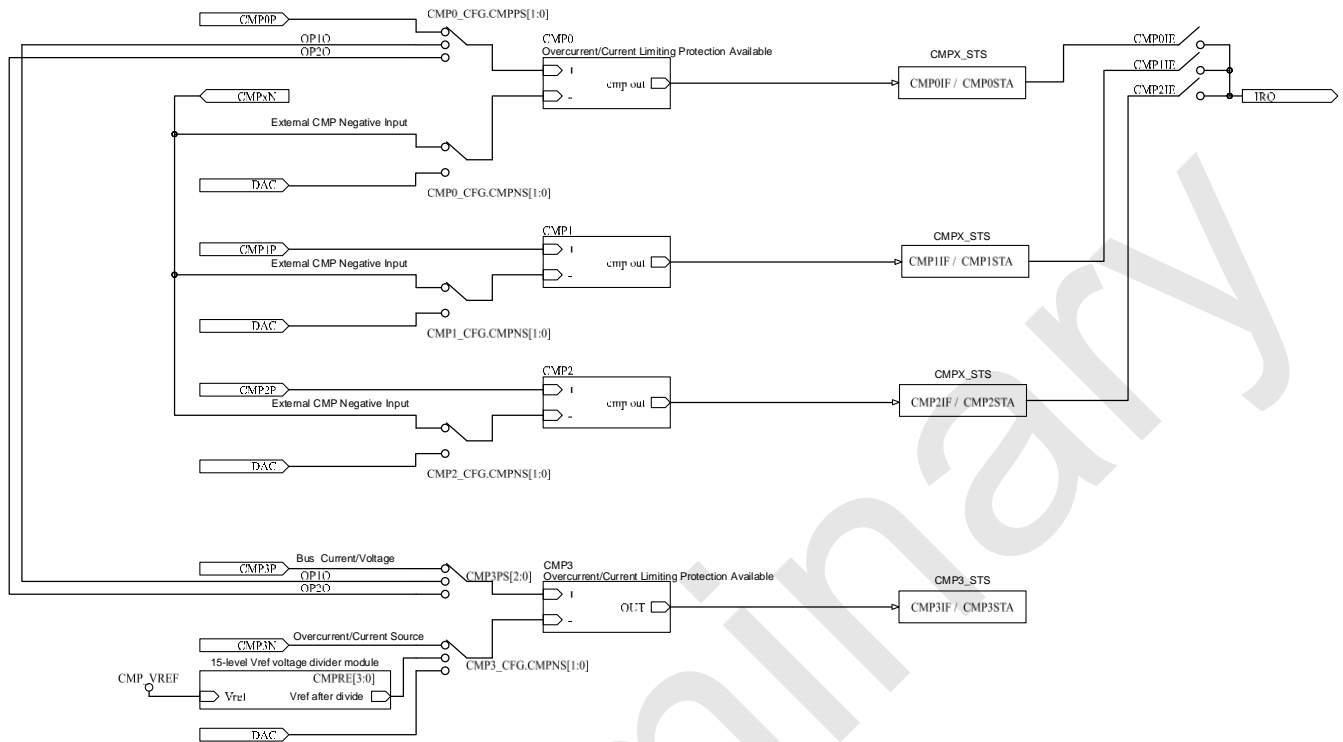 CMP0P
CMP0_CFG.CMPPS[1:0]
OP1O
OP2O
CMP0
Overcurrent/Current Limiting Protection Available
cmp out
CMPX_STS
CMP0IF / CMP0STA
CMP0IE
CMP1IE
CMP2IE
IRQ
CMPxN
External CMP Negative Input
DAC
CMP0_CFG.CMPNS[1:0]
CMP1P
CMP1
External CMP Negative Input
cmp out
CMPX_STS
CMP1IF / CMP1STA
DAC
CMP1_CFG.CMPNS[1:0]
CMP2P
CMP2
External CMP Negative Input
cmp out
CMPX_STS
CMP2IF / CMP2STA
DAC
CMP2_CFG.CMPNS[1:0]
CMP3P
Bus Current/Voltage
OP1O
OP2O
CMP3PS[2:0]
CMP3
Overcurrent/Current Limiting Protection Available
OUT
CMP3_STS
CMP3IF / CMP3STA
CMP3N
Overcurrent/Current Source
CMP3_CFG.CMPNS[1:0]
15-level Vref voltage divider module
CMP_VREF
CMPRE[3:0]
Vref
Vref after divide
DAC
minary